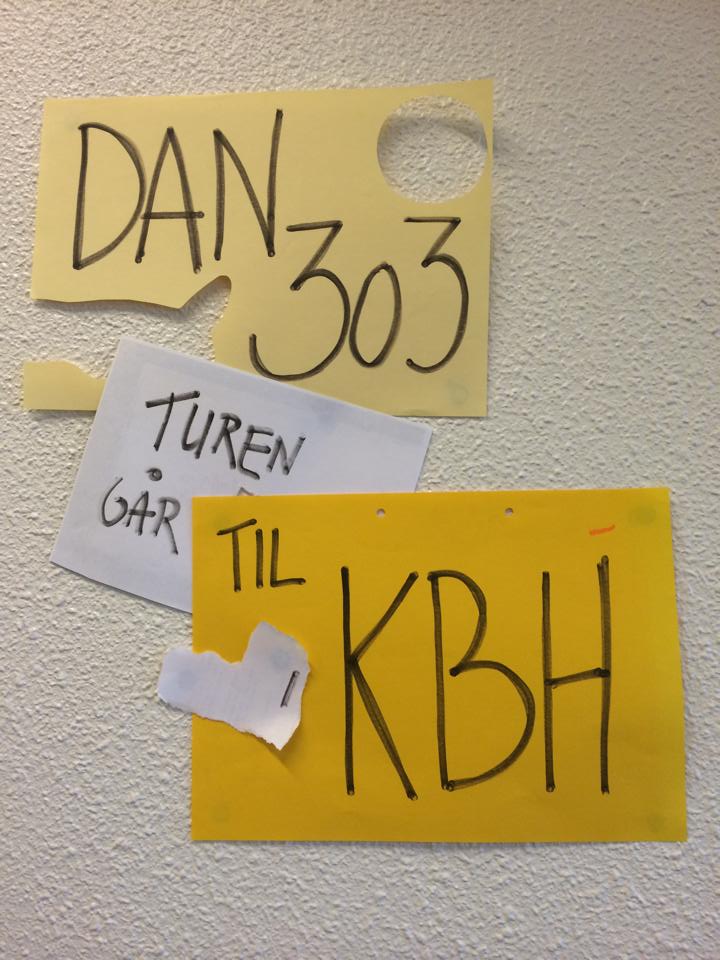 DAN
303
TUREN
GÅR
TIL
KBH